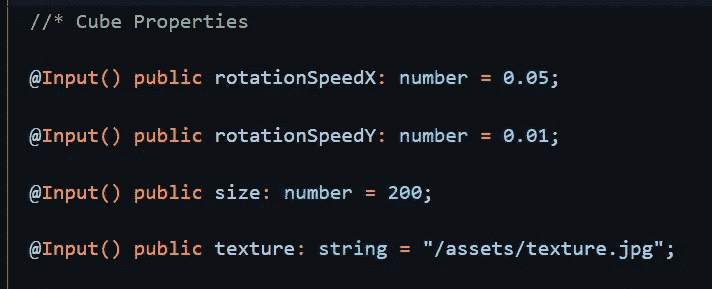 //* Cube Properties
@Input() public rotationSpeedX: number = 0.05;
@Input() public rotationSpeedY: number = 0.01;
@Input() public size: number = 200;
@Input() public texture: string = "/assets/texture.jpg";